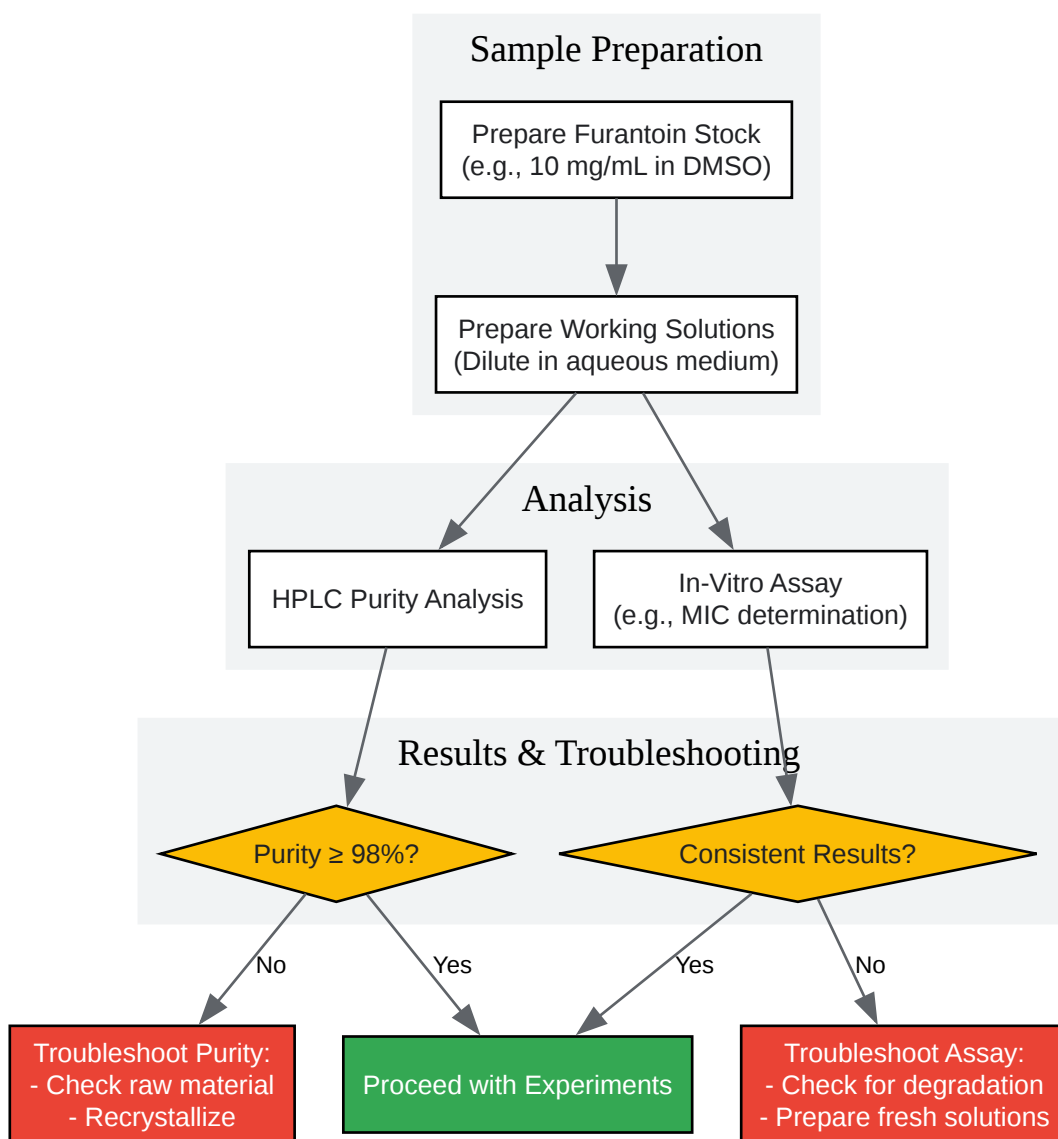 Sample Preparation
Prepare Furantoin Stock
(e.g., 10 mg/mL in DMSO)
Prepare Working Solutions
(Dilute in aqueous medium)
Analysis
HPLC Purity Analysis
In-Vitro Assay
(e.g., MIC determination)
Results & Troubleshooting
Purity ≥ 98%?
Consistent Results?
No
Yes
Yes
No
Troubleshoot Purity:
- Check raw material
- Recrystallize
Proceed with Experiments
Troubleshoot Assay:
- Check for degradation
- Prepare fresh solutions